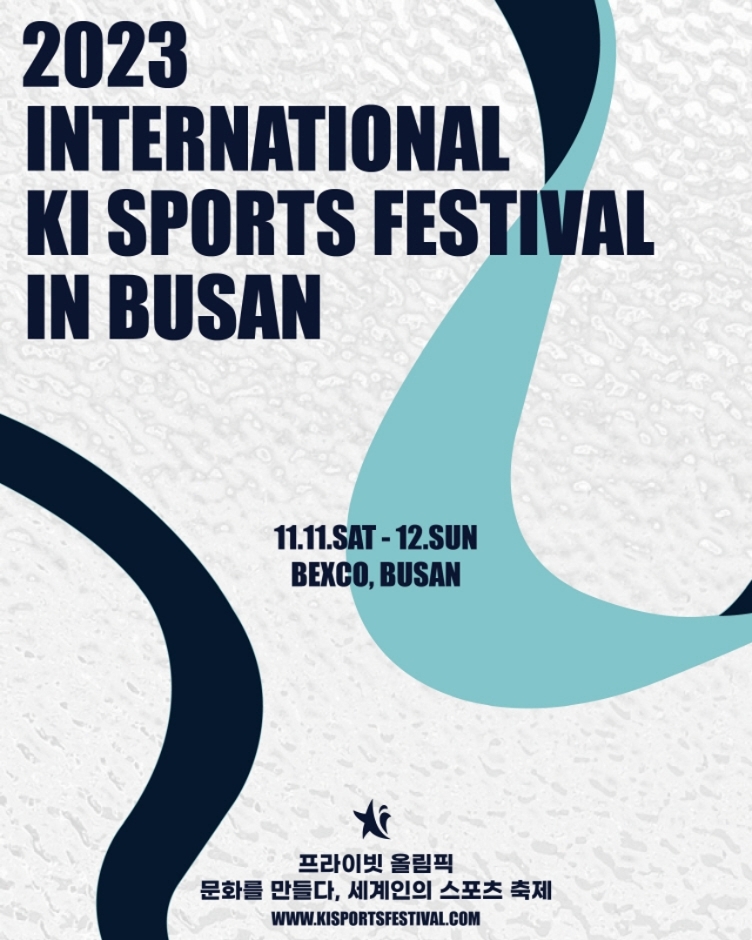 2023
INTERNATIONAL
KI SPORTS FESTIVAL
IN BUSAN
11.11.SAT - 12.SUN
BEXCO, BUSAN
프라이빗 올림픽
문화를 만들다, 세계인의 스포츠 축제
WWW.KISPORTSFESTIVAL.COM